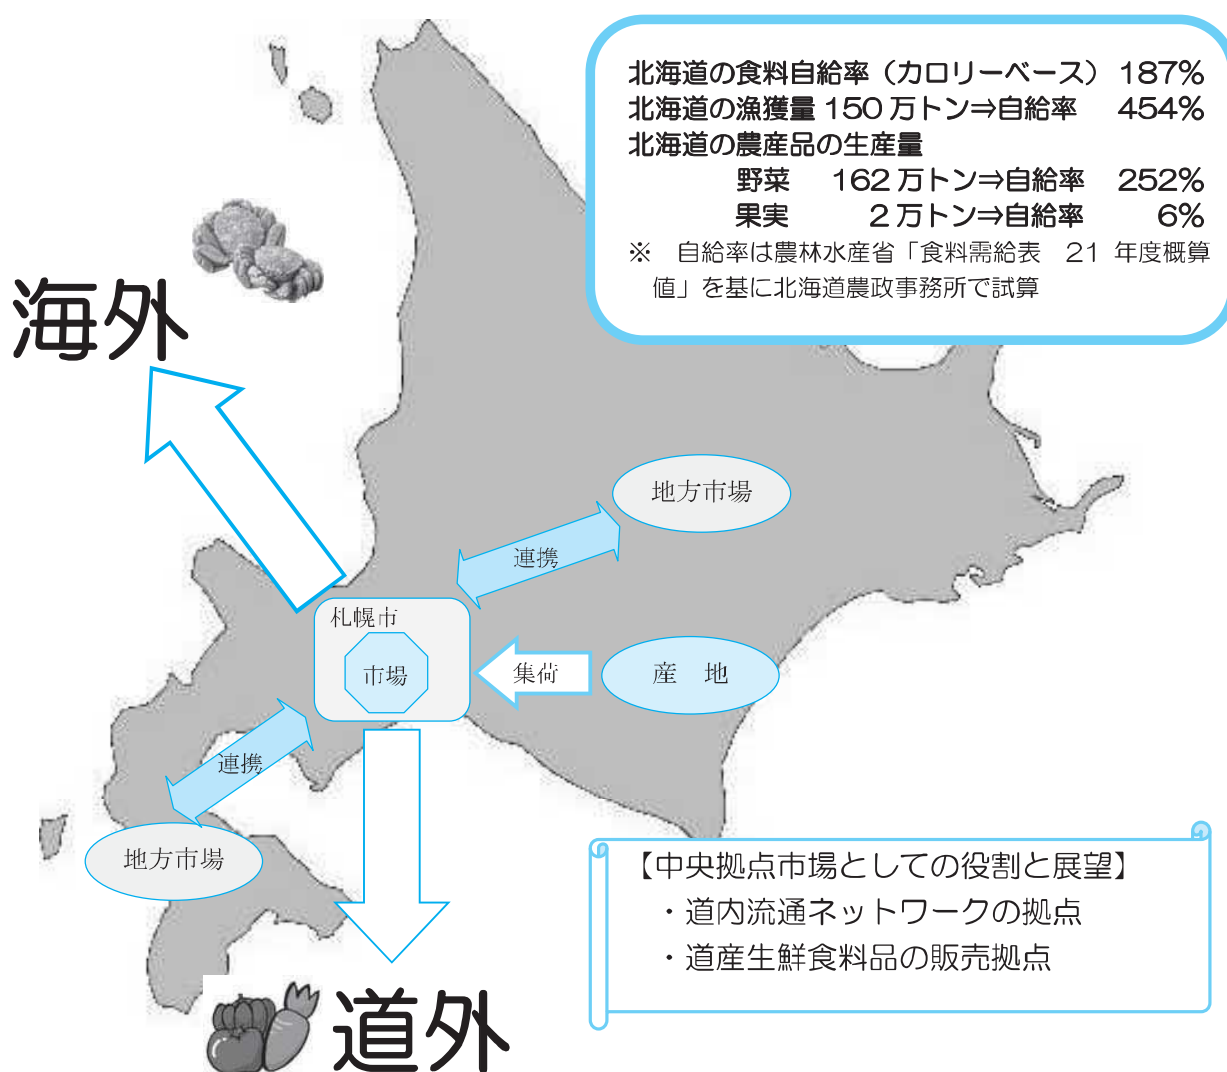 北海道の食料自給率（カロリーベース） 187%
北海道の漁獲量 150 万トン⇒自給率 454%
北海道の農産品の生産量
野菜 162 万トン⇒自給率 252%
果実 2 万トン⇒自給率 6%
※ 自給率は農林水産省「食料需給表 21 年度概算
値」を基に北海道農政事務所で試算
海外
地方市場
連携
札幌市
市場
集荷
産 地
連携
地方市場
【中央拠点市場としての役割と展望】
・道内流通ネットワークの拠点
・道産生鮮食料品の販売拠点
道外